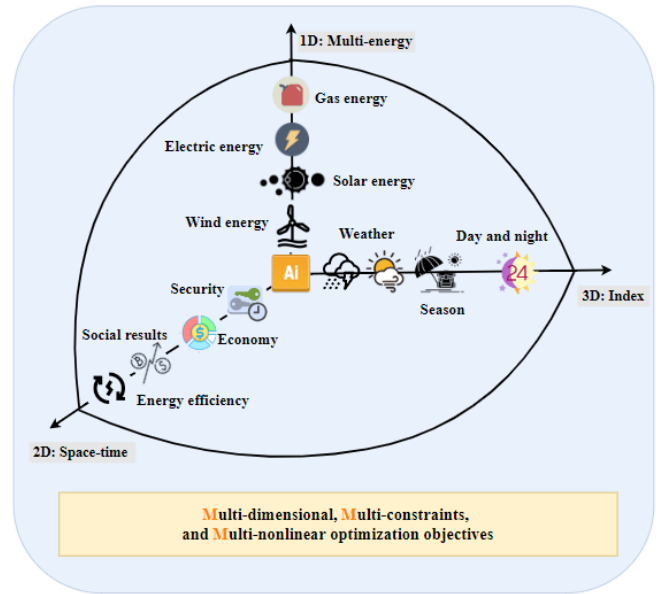 1D: Multi-energy
Gas energy
Electric energy
Solar energy
Wind energy
Weather
Day and night
Ai
24
Security
Season
3D: Index
Social results
Economy
Energy efficiency
2D: Space-time
Multi-dimensional, Multi-constraints,
and Multi-nonlinear optimization objectives